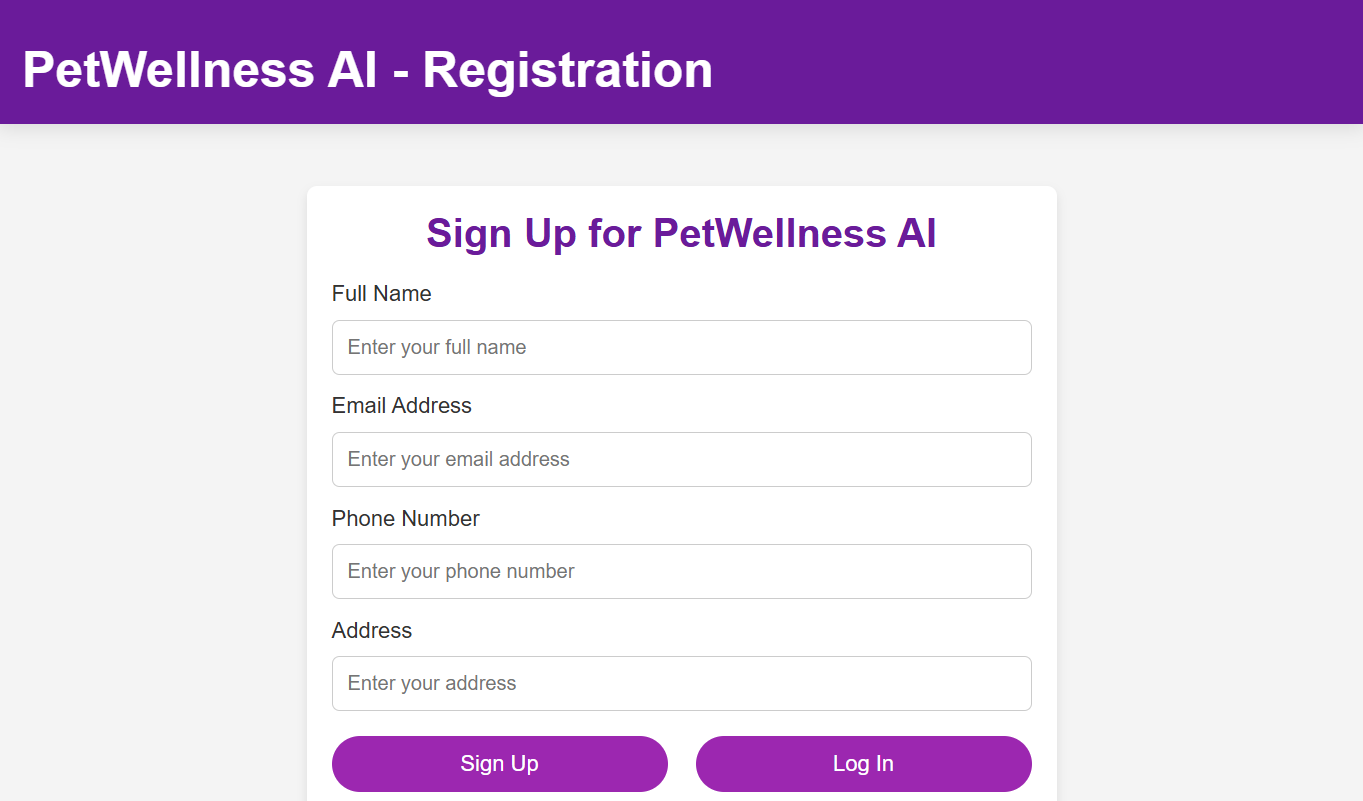 PetWellness AI - Registration
Sign Up for PetWellness AI
Full Name
Enter your full name
Email Address
Enter your email address
Phone Number
Enter your phone number
Address
Enter your address
Sign Up
Log In